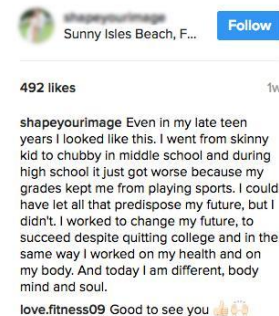 Sunny Isles Beach, F...
Follow
492 likes
1w
shapeyourimage Even in my late teen
years I looked like this. I went from skinny
kid to chubby in middle school and during
high school it just got worse because my
grades kept me from playing sports. I could
have let all that predispose my future, but I
didn't. I worked to change my future, to
succeed despite quitting college and in the
same way I worked on my health and on
my body. And today I am different, body
mind and soul.
love.fitness09 Good to see you 👍🏻🙌🏻